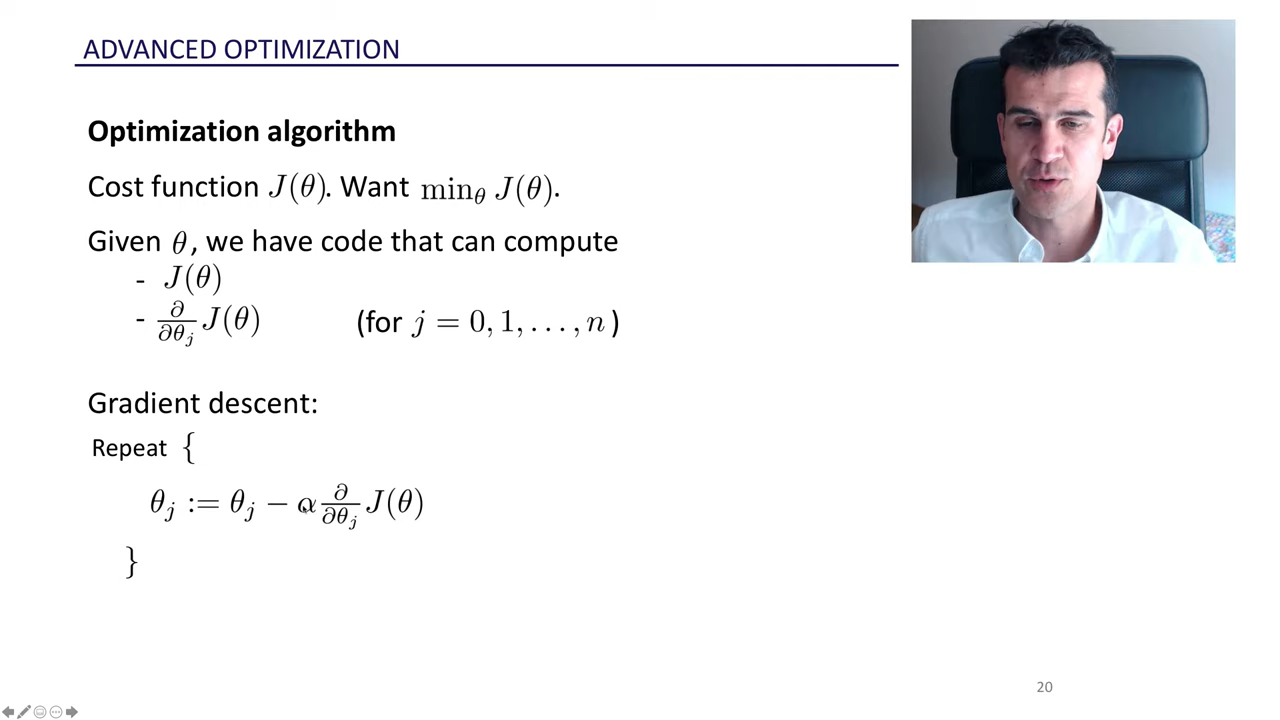 ADVANCED OPTIMIZATION
Optimization algorithm
Cost function J(θ). Want min_θ J(θ).
Given θ, we have code that can compute
- J(θ)
- ∂/∂θ_j J(θ) (for j = 0, 1, . . . , n )
Gradient descent:
Repeat {
θ_j := θ_j − α ∂/∂θ_j J(θ)
}
20